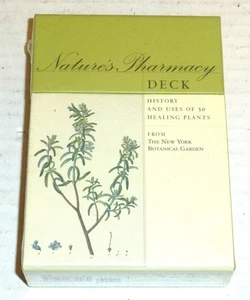 Nature's Pharmacy
DECK
HISTORY
AND USES OF 50
HEALING PLANTS
FROM
THE NEW YORK
BOTANICAL GARDEN